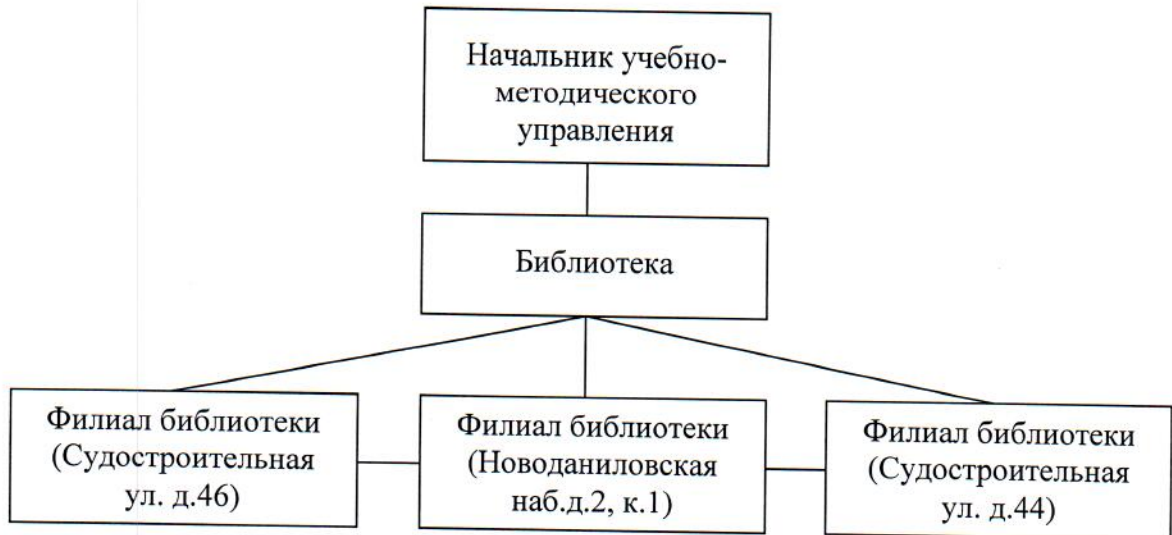 Начальник учебно-
методического
управления
Библиотека
Филиал библиотеки
(Судостроительная
ул. д.46)
Филиал библиотеки
(Новоданиловская
наб.д.2, к.1)
Филиал библиотеки
(Судостроительная
ул. д.44)